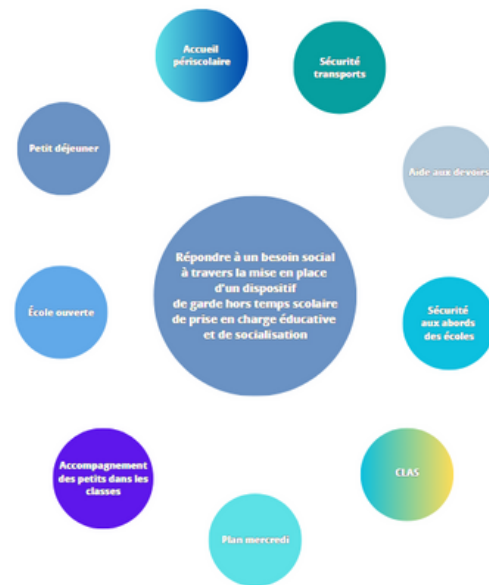 Accueil
périscolaire
Sécurité
transports
Petit déjeuner
Aide aux devoirs
Répondre à un besoin social
à travers la mise en place
d'un dispositif
de garde hors temps scolaire
de prise en charge éducative
et de socialisation
École ouverte
Sécurité
aux abords
des écoles
Accompagnement
des petits dans les
classes
CLAS
Plan mercredi